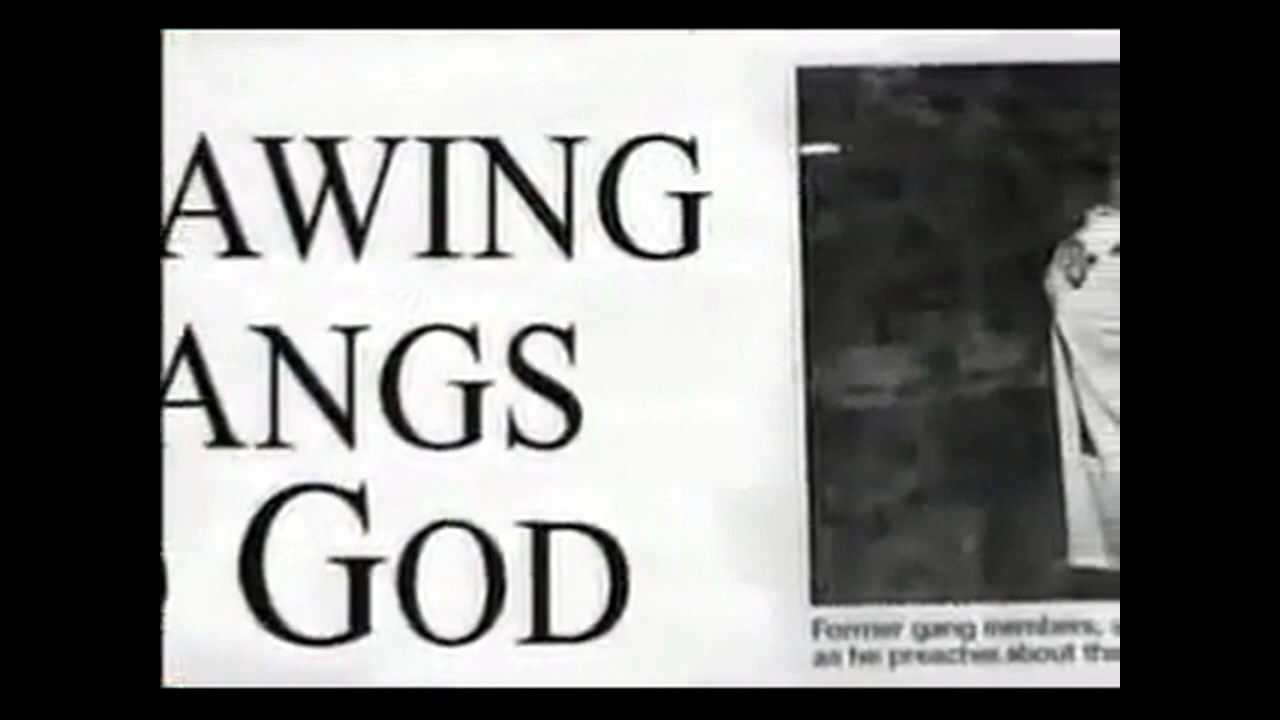 AWING
ANGS
GOD
Former gang members,
as he preaches about the